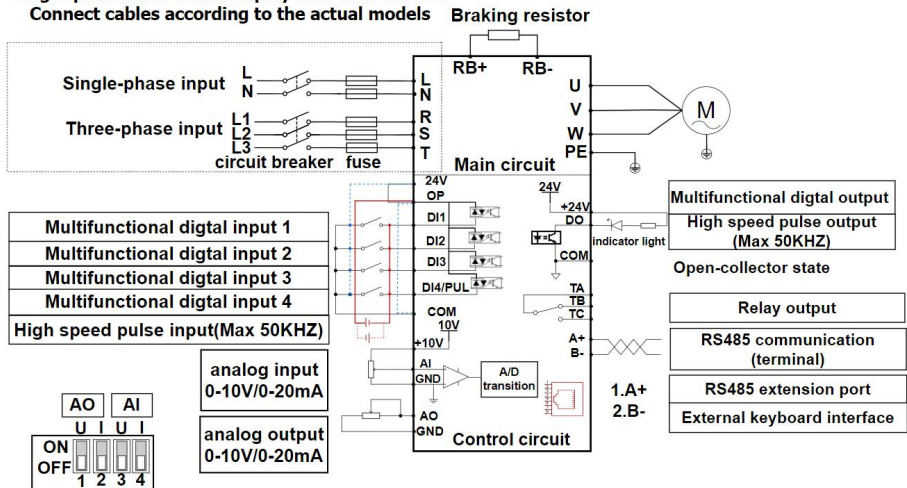 Connect cables according to the actual models
Braking resistor
RB+ RB-
Single-phase input
L
N
L
N
Three-phase input
L1
L2
L3
R
S
T
circuit breaker fuse
Main circuit
U
V
W
PE
M
24V
OP
DI1
DI2
DI3
DI4/PUL
COM
10V
+10V
AI
GND
AO
GND
24V
+24V
DO
COM
TA
TB
TC
A+
B-
indicator light
A/D
transition
Control circuit
1.A+
2.B-
Multifunctional digtal input 1
Multifunctional digtal input 2
Multifunctional digtal input 3
Multifunctional digtal input 4
High speed pulse input(Max 50KHZ)
analog input
0-10V/0-20mA
analog output
0-10V/0-20mA
AO AI
U I U I
ON
OFF
1 2 3 4
Multifunctional digtal output
High speed pulse output
(Max 50KHZ)
Open-collector state
Relay output
RS485 communication
(terminal)
RS485 extension port
External keyboard interface